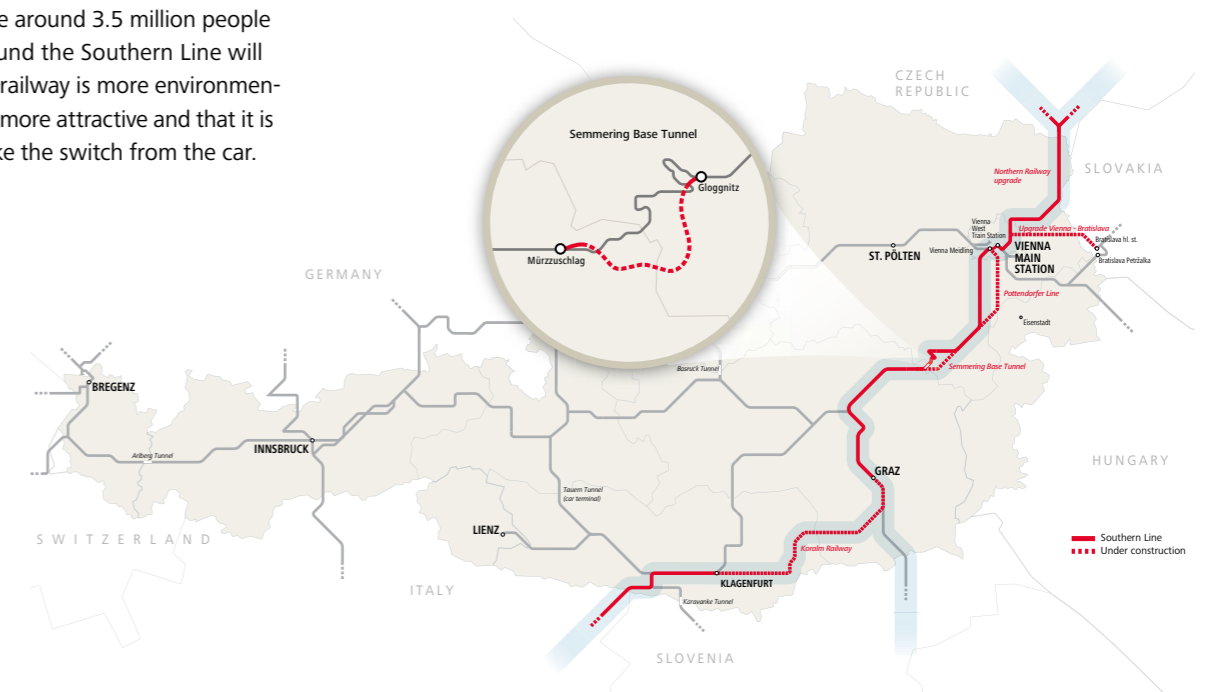 e around 3.5 million people
und the Southern Line will
railway is more environmen-
more attractive and that it is
ke the switch from the car.
Semmering Base Tunnel
Gloggnitz
Mürzzuschlag
CZECH
REPUBLIC
SLOVAKIA
Northern Railway
upgrade
Vienna
West
Train Station
Upgrade Vienna - Bratislava
Bratislava hl. st.
Bratislava Petržalka
ST. PÖLTEN
Vienna Meidling
VIENNA
MAIN
STATION
GERMANY
Pottendorfer Line
Eisenstadt
Bosruck Tunnel
Semmering Base Tunnel
BREGENZ
INNSBRUCK
Arlberg Tunnel
HUNGARY
GRAZ
Tauern Tunnel
(car teminal)
LIENZ
SWITZERLAND
Southern Line
Under construction
Koralm Railway
ITALY
KLAGENFURT
Karavanke Tunnel
SLOVENIA